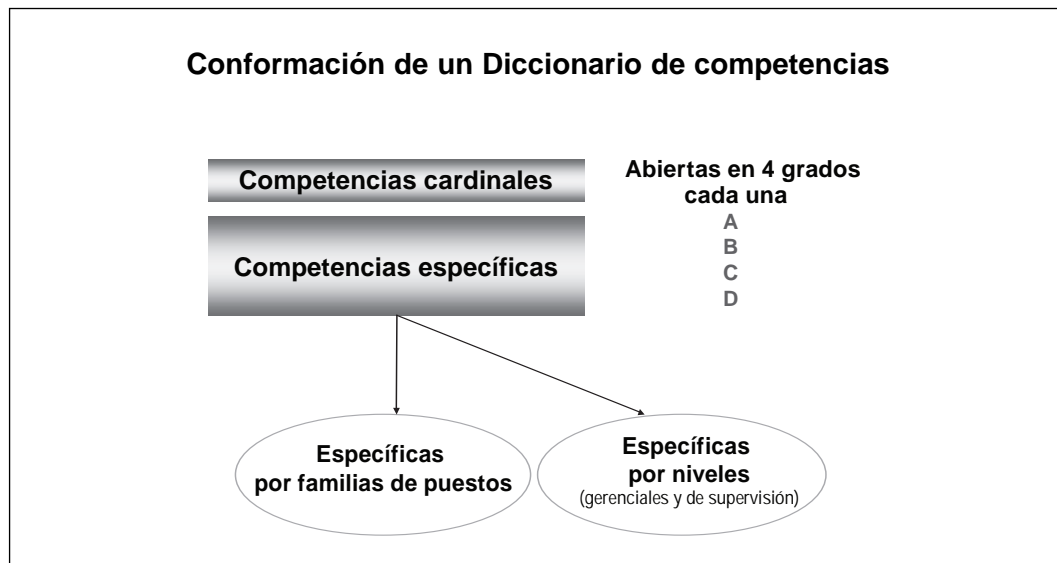 Conformación de un Diccionario de competencias
Competencias cardinales
Competencias específicas
Abiertas en 4 grados
cada una
A
B
C
D
Específicas
por familias de puestos
Específicas
por niveles
(gerenciales y de supervisión)